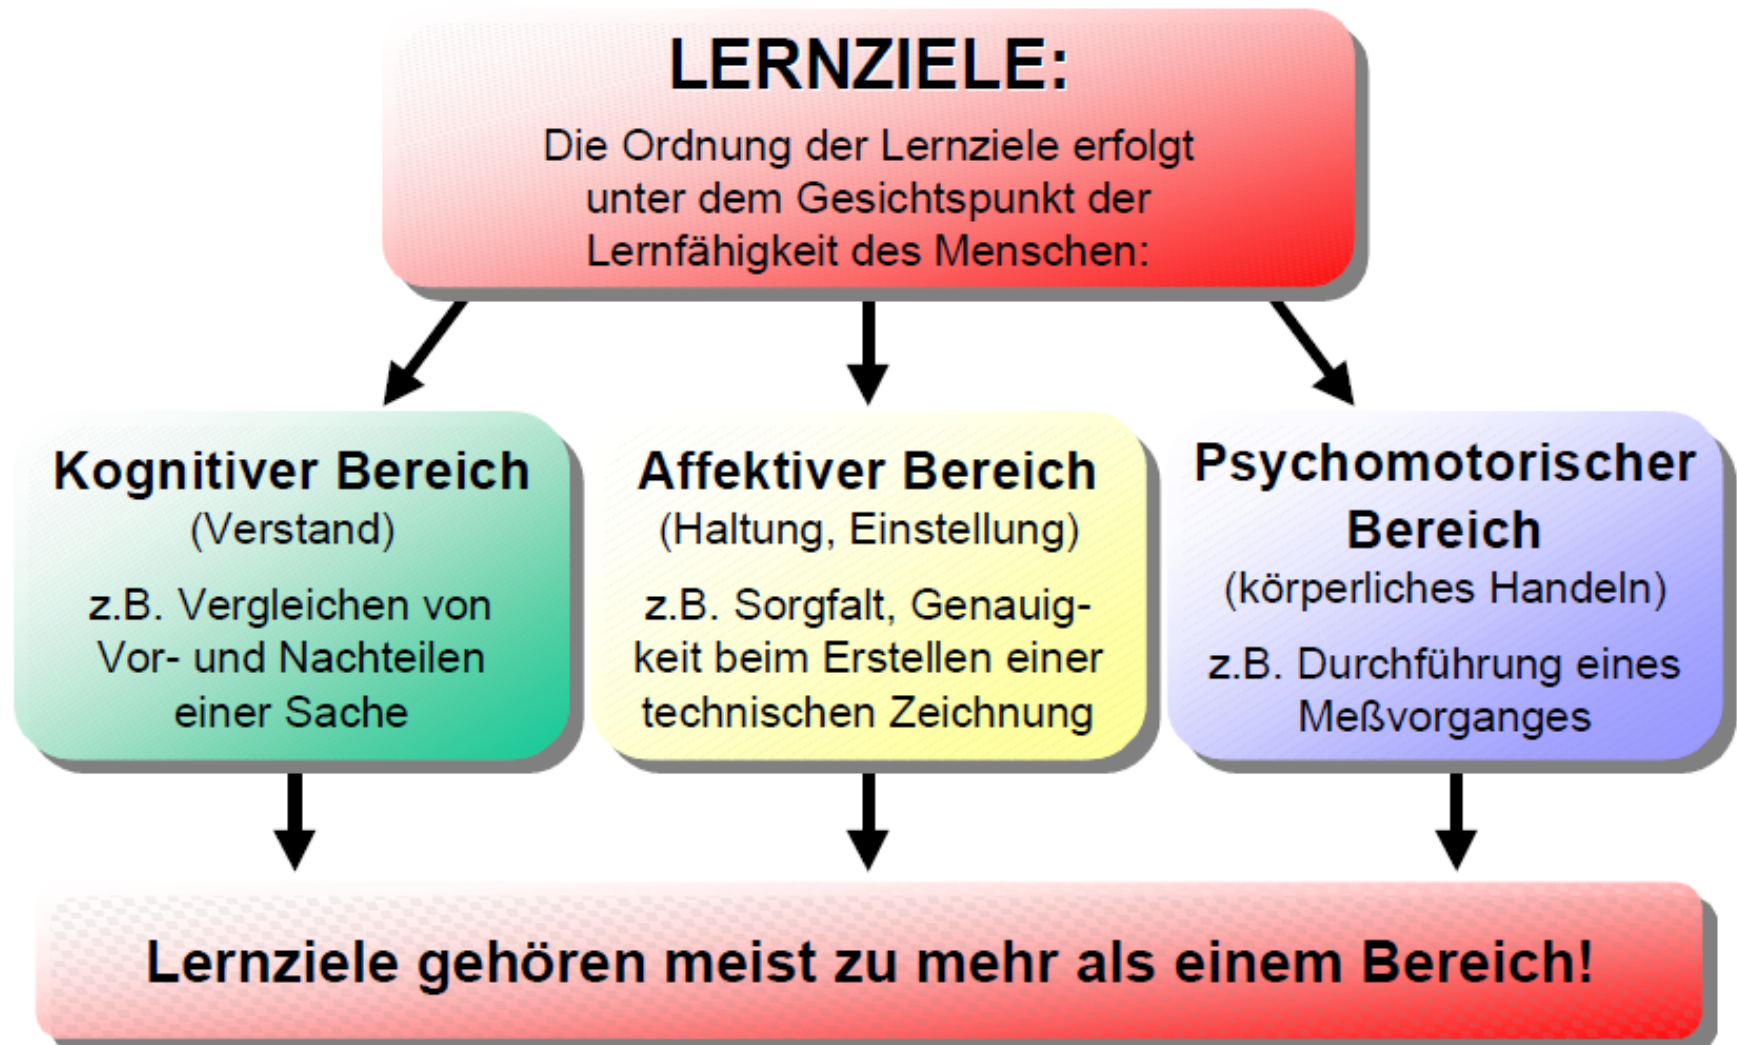 LERNZIELE:
Die Ordnung der Lernziele erfolgt
unter dem Gesichtspunkt der
Lernfähigkeit des Menschen:
Kognitiver Bereich
(Verstand)
z.B. Vergleichen von
Vor- und Nachteilen
einer Sache
Affektiver Bereich
(Haltung, Einstellung)
z.B. Sorgfalt, Genauig-
keit beim Erstellen einer
technischen Zeichnung
Psychomotorischer
Bereich
(körperliches Handeln)
z.B. Durchführung eines
Meßvorganges
Lernziele gehören meist zu mehr als einem Bereich!